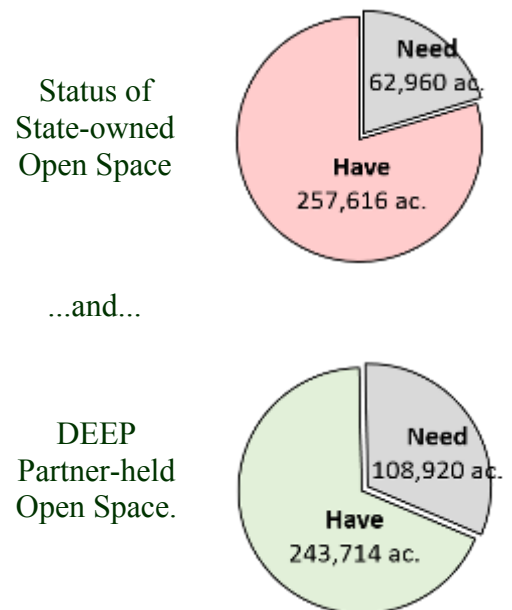 Status of
State-owned
Open Space
Need
62,960 ac.
Have
257,616 ac.
...and...
DEEP
Partner-held
Open Space.
Need
108,920 ac.
Have
243,714 ac.